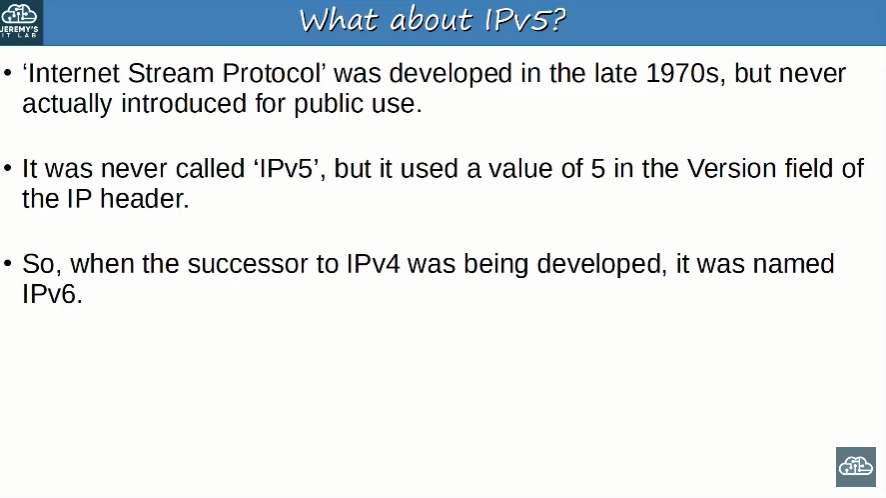 JEREMY'S
IT LAB
What about IPv5?
• ‘Internet Stream Protocol’ was developed in the late 1970s, but never
actually introduced for public use.
• It was never called ‘IPv5’, but it used a value of 5 in the Version field of
the IP header.
• So, when the successor to IPv4 was being developed, it was named
IPv6.